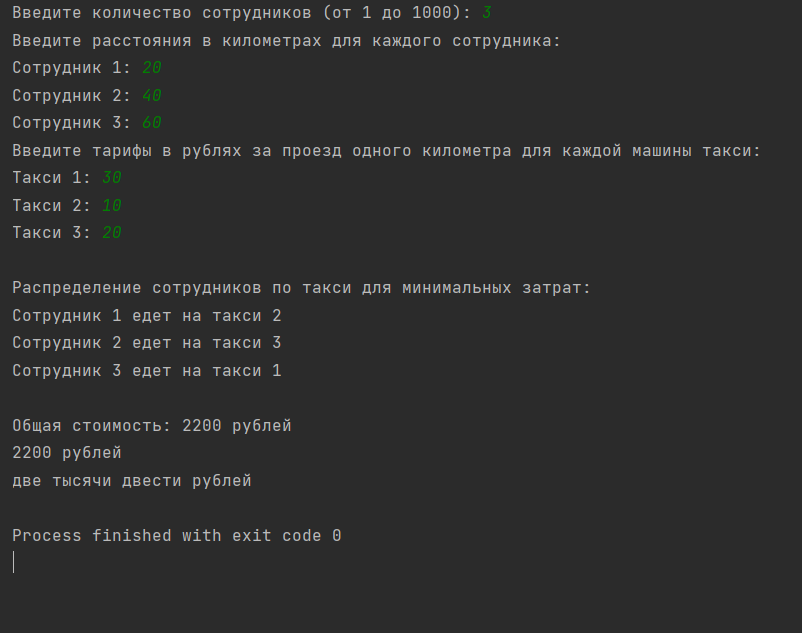 Введите количество сотрудников (от 1 до 1000): 3
Введите расстояния в километрах для каждого сотрудника:
Сотрудник 1: 20
Сотрудник 2: 40
Сотрудник 3: 60
Введите тарифы в рублях за проезд одного километра для каждой машины такси:
Такси 1: 30
Такси 2: 10
Такси 3: 20
Распределение сотрудников по такси для минимальных затрат:
Сотрудник 1 едет на такси 2
Сотрудник 2 едет на такси 3
Сотрудник 3 едет на такси 1
Общая стоимость: 2200 рублей
2200 рублей
две тысячи двести рублей
Process finished with exit code 0